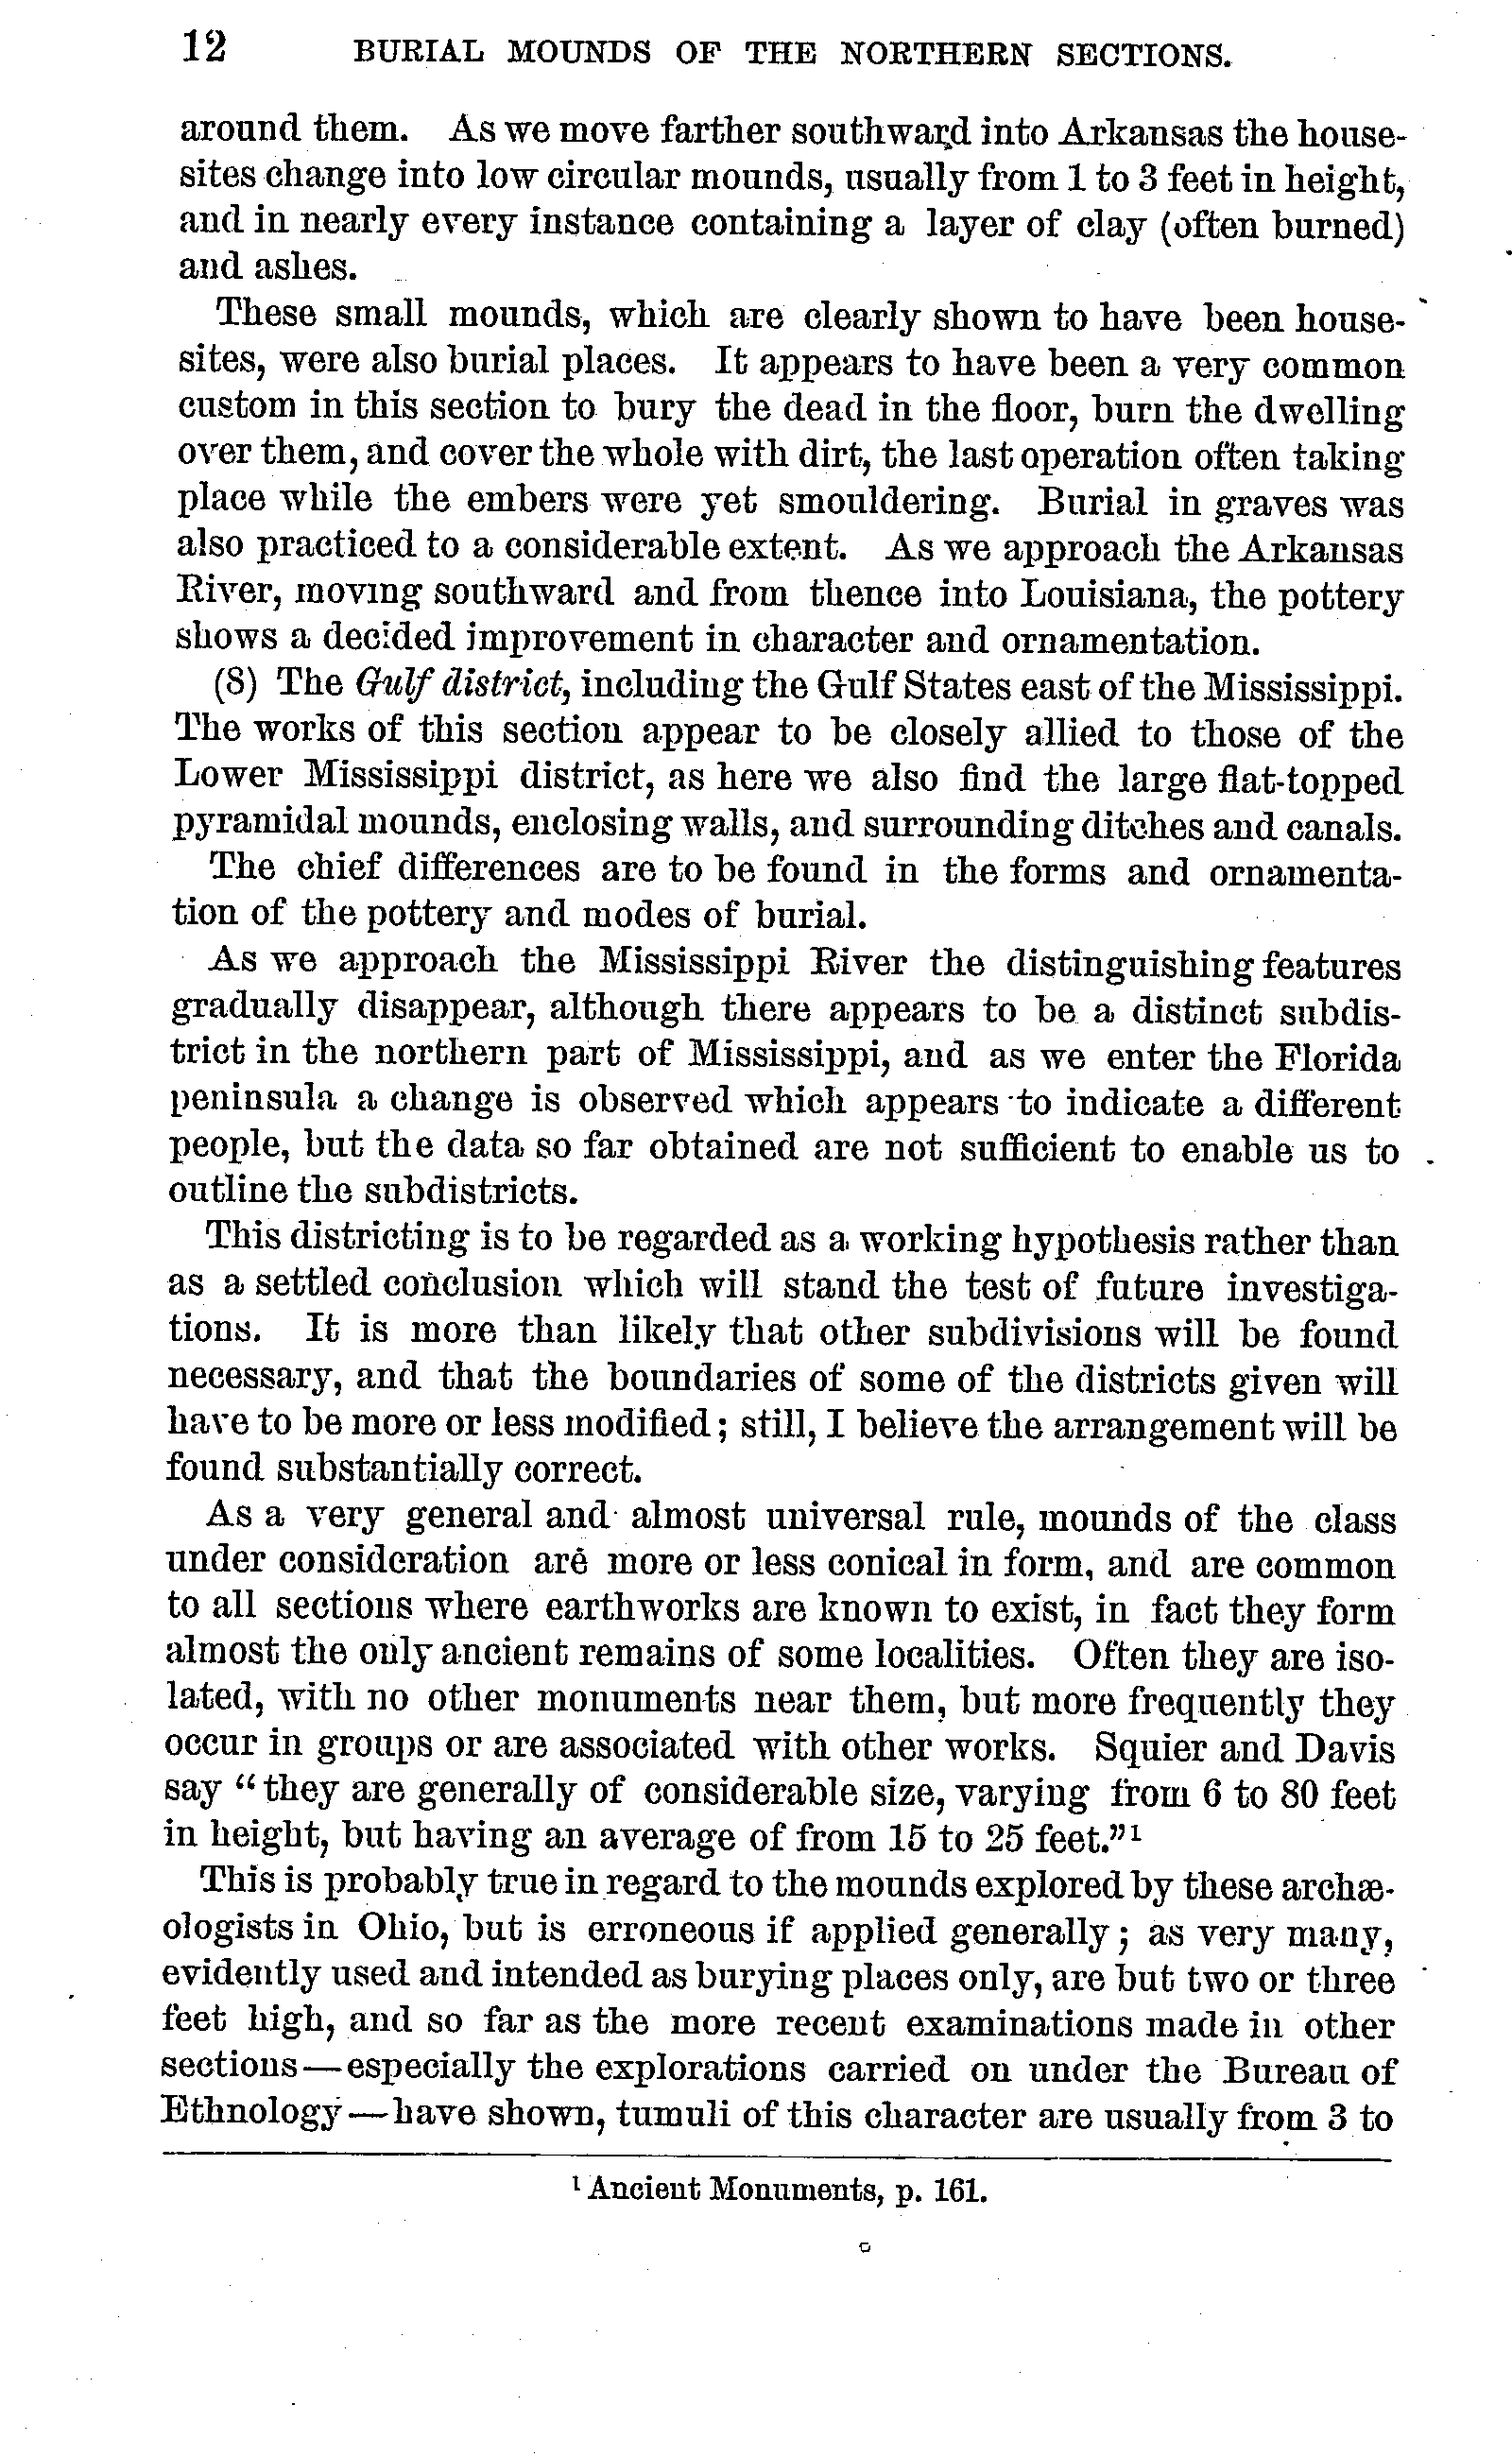 12 BURIAL MOUNDS OF THE NORTHERN SECTIONS.
around them. As we move farther southward into Arkansas the house-
sites change into low circular mounds, usually from 1 to 3 feet in height,
and in nearly every instance containing a layer of clay (often burned)
and ashes.
These small mounds, which are clearly shown to have been house-
sites, were also burial places. It appears to have been a very common
custom in this section to bury the dead in the floor, burn the dwelling
over them, and cover the whole with dirt, the last operation often taking
place while the embers were yet smouldering. Burial in graves was
also practiced to a considerable extent. As we approach the Arkansas
River, moving southward and from thence into Louisiana, the pottery
shows a decided improvement in character and ornamentation.
(8) The Gulf district, including the Gulf States east of the Mississippi.
The works of this section appear to be closely allied to those of the
Lower Mississippi district, as here we also find the large flat-topped
pyramidal mounds, enclosing walls, and surrounding ditches and canals.
The chief differences are to be found in the forms and ornamenta-
tion of the pottery and modes of burial.
As we approach the Mississippi River the distinguishing features
gradually disappear, although there appears to be a distinct subdis-
trict in the northern part of Mississippi, and as we enter the Florida
peninsula a change is observed which appears to indicate a different
people, but the data so far obtained are not sufficient to enable us to
outline the subdistricts.
This districting is to be regarded as a working hypothesis rather than
as a settled conclusion which will stand the test of future investiga-
tions. It is more than likely that other subdivisions will be found
necessary, and that the boundaries of some of the districts given will
have to be more or less modified; still, I believe the arrangement will be
found substantially correct.
As a very general and almost universal rule, mounds of the class
under consideration are more or less conical in form, and are common
to all sections where earthworks are known to exist, in fact they form
almost the only ancient remains of some localities. Often they are iso-
lated, with no other monuments near them, but more frequently they
occur in groups or are associated with other works. Squier and Davis
say "they are generally of considerable size, varying from 6 to 80 feet
in height, but having an average of from 15 to 25 feet."¹
This is probably true in regard to the mounds explored by these archæ-
ologists in Ohio, but is erroneous if applied generally; as very many,
evidently used and intended as burying places only, are but two or three
feet high, and so far as the more recent examinations made in other
sections—especially the explorations carried on under the Bureau of
Ethnology—have shown, tumuli of this character are usually from 3 to
¹ Ancient Monuments, p. 161.